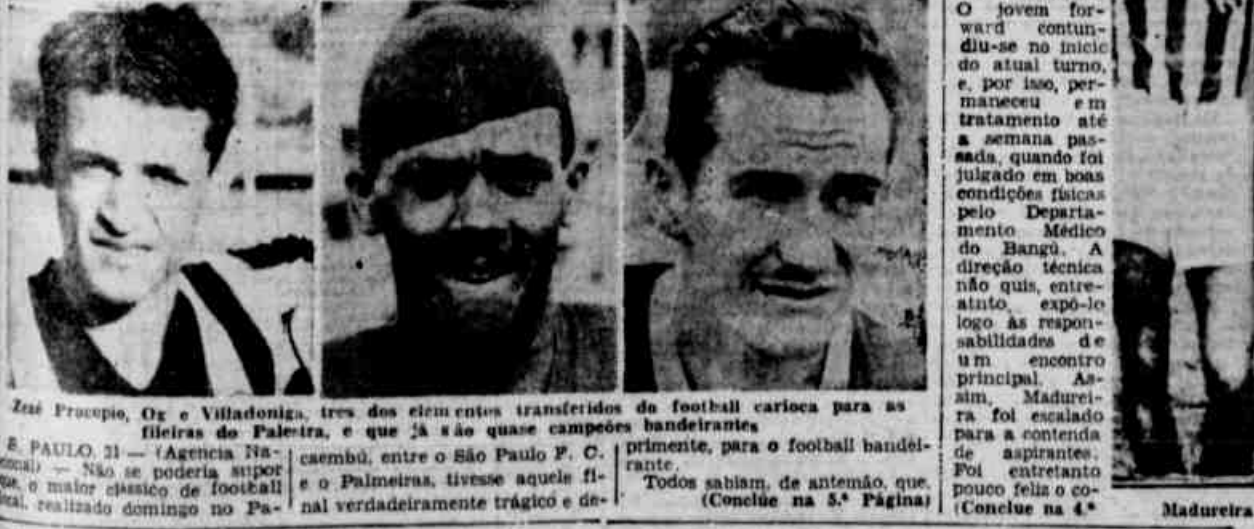 Zezé Procopio, Og e Villadoniga, tres dos elementos transferidos do football carioca para as
fileiras do Palestra, e que já são quase campeões bandeirantes
S. PAULO, 21 — (Agencia Na-
cional) — Não se poderia supor
que, o maior clássico de football
local, realizado domingo no Pa-
caembú, entre o São Paulo F. C.
e o Palmeiras, tivesse aquele fi-
nal verdadeiramente trágico e de-
primente, para o football bandei-
rante.
Todos sabiam, de antemão, que,
(Conclúe na 5.ª Página)
O jovem for-
ward contun-
diu-se no inicio
do atual turno,
e, por isso, per-
maneceu em
tratamento até
a semana pas-
sada, quando foi
julgado em boas
condições físicas
pelo Departa-
mento Médico
do Bangú. A
direção técnica
não quis, entre-
atnto, expô-lo
logo às respon-
sabilidades de
um encontro
principal. As-
sim, Madurei-
ra foi escalado
para a contenda
de aspirantes.
Foi entretanto
pouco feliz o co-
(Conclue na 4.ª
Madureira